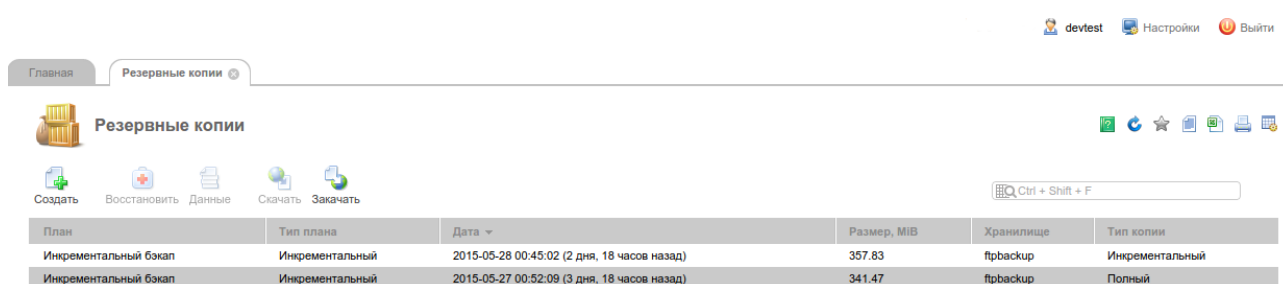 devtest Настройки Выйти
Главная Резервные копии
Резервные копии
Создать Восстановить Данные Скачать Закачать
Ctrl + Shift + F
План Тип плана Дата Размер, MiB Хранилище Тип копии
Инкрементальный бэкап Инкрементальный 2015-05-28 00:45:02 (2 дня, 18 часов назад) 357.83 ftpbackup Инкрементальный
Инкрементальный бэкап Инкрементальный 2015-05-27 00:52:09 (3 дня, 18 часов назад) 341.47 ftpbackup Полный